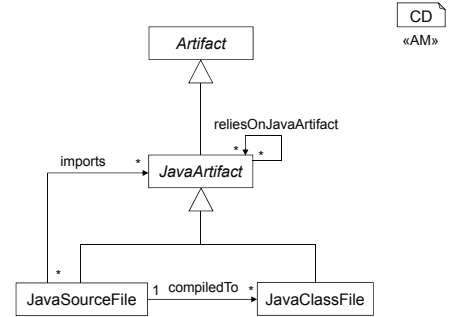 CD
Artifact
«AM»
reliesOnJavaArtifact
* *
imports *
JavaArtifact
*
JavaSourceFile
1 compiledTo *
JavaClassFile